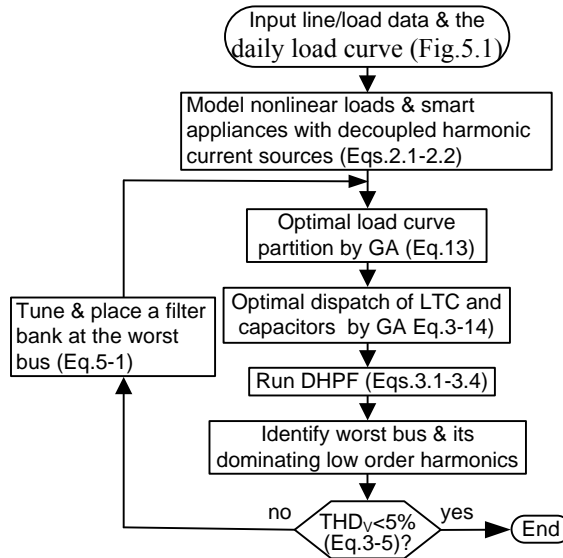 Input line/load data & the
daily load curve (Fig.5.1)
Model nonlinear loads & smart
appliances with decoupled harmonic
current sources (Eqs.2.1-2.2)
Optimal load curve
partition by GA (Eq.13)
Optimal dispatch of LTC and
capacitors by GA Eq.3-14)
Tune & place a filter
bank at the worst
bus (Eq.5-1)
Run DHPF (Eqs.3.1-3.4)
Identify worst bus & its
dominating low order harmonics
no
THDV<5%
(Eq.3-5)?
yes
End